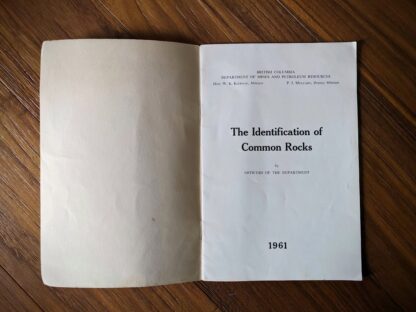 BRITISH COLUMBIA
DEPARTMENT OF MINES AND PETROLEUM RESOURCES
Hon. W. K. Kiernan, Minister P. J. Mulcahy, Deputy Minister
The Identification of
Common Rocks
by
OFFICERS OF THE DEPARTMENT
1961